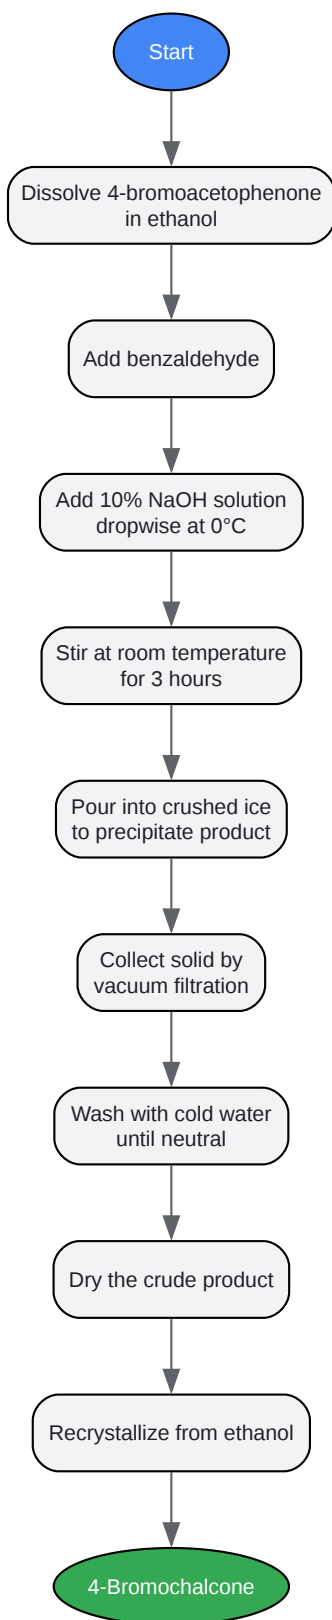 Start
Dissolve 4-bromoacetophenone
in ethanol
Add benzaldehyde
Add 10% NaOH solution
dropwise at 0°C
Stir at room temperature
for 3 hours
Pour into crushed ice
to precipitate product
Collect solid by
vacuum filtration
Wash with cold water
until neutral
Dry the crude product
Recrystallize from ethanol
4-Bromochalcone